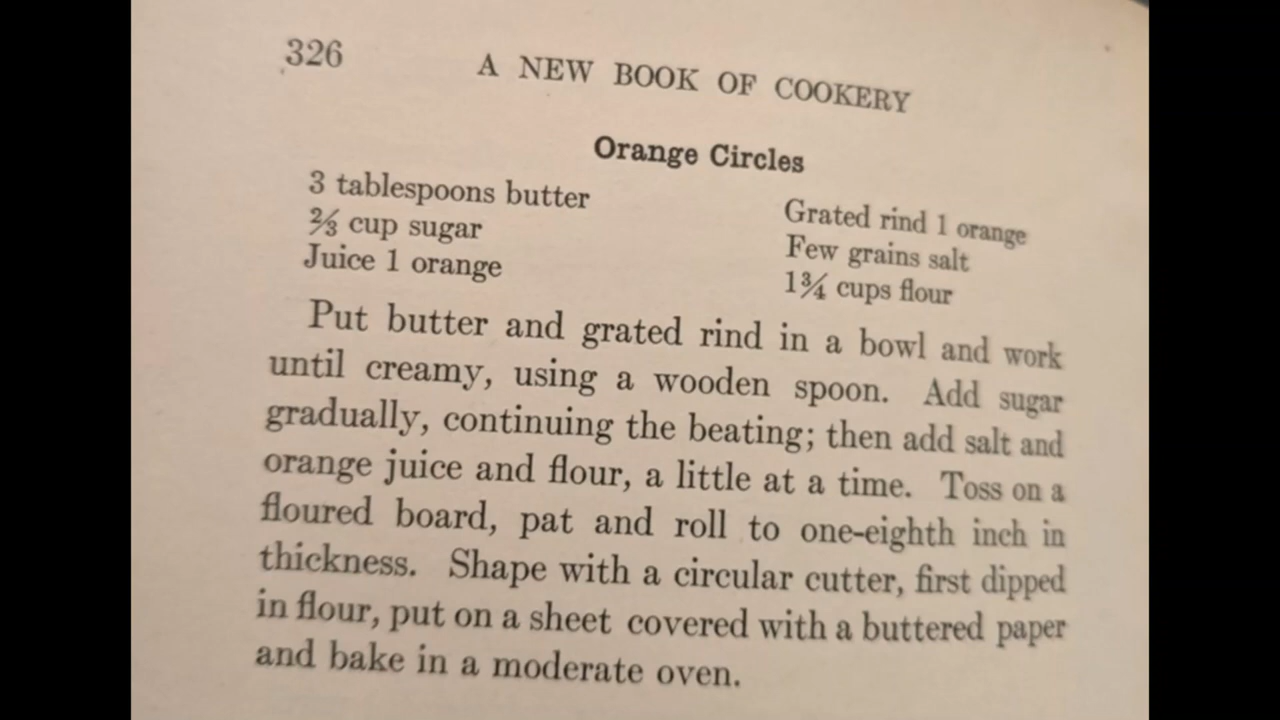 326
A NEW BOOK OF COOKERY
Orange Circles
3 tablespoons butter
⅔ cup sugar
Juice 1 orange
Grated rind 1 orange
Few grains salt
1¾ cups flour
Put butter and grated rind in a bowl and work
until creamy, using a wooden spoon. Add sugar
gradually, continuing the beating; then add salt and
orange juice and flour, a little at a time. Toss on a
floured board, pat and roll to one-eighth inch in
thickness. Shape with a circular cutter, first dipped
in flour, put on a sheet covered with a buttered paper
and bake in a moderate oven.